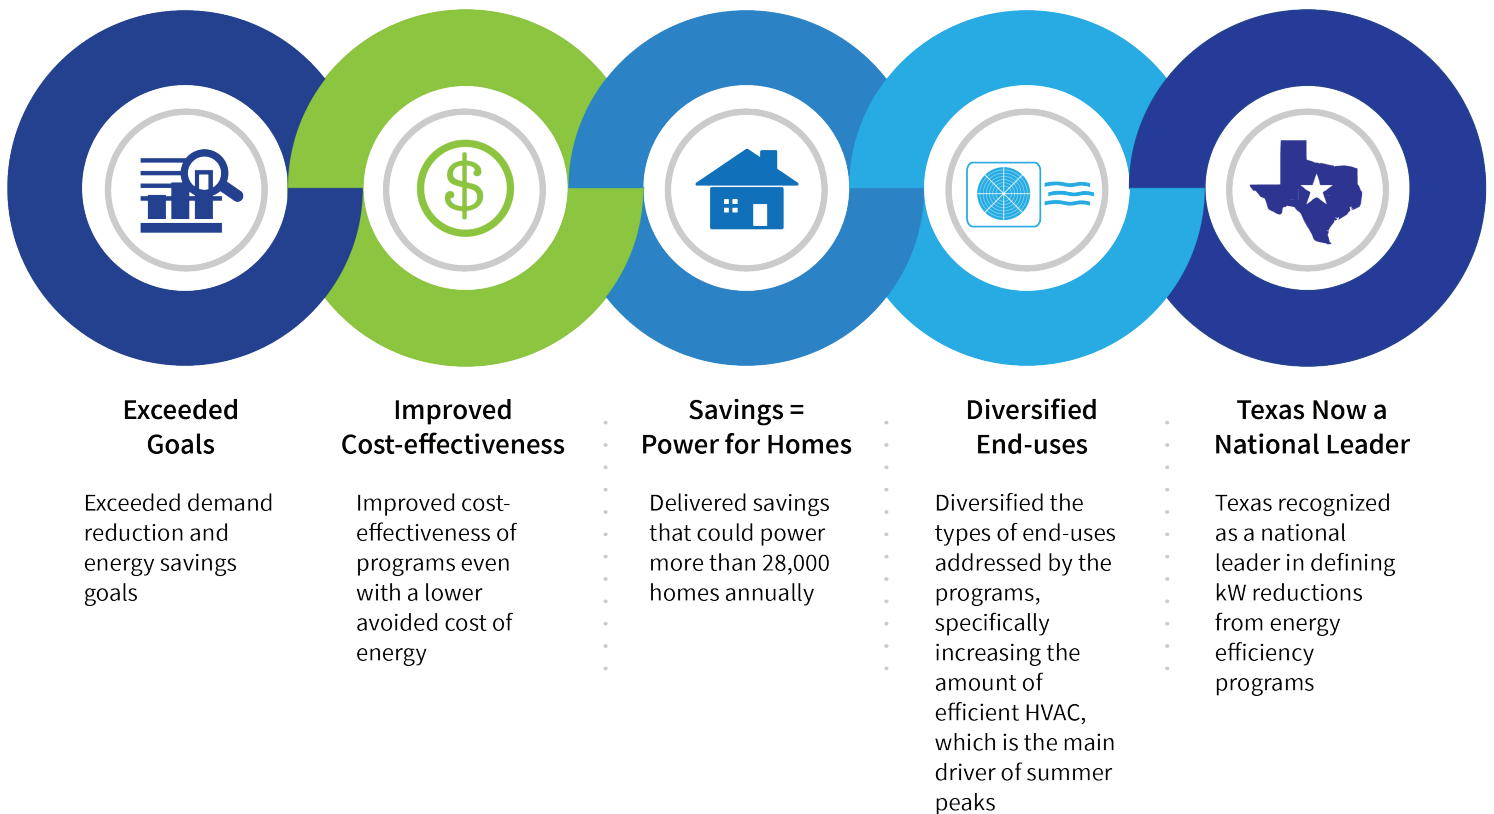 Exceeded
Goals
Exceeded demand
reduction and
energy savings
goals
$
Improved
Cost-effectiveness
Improved cost-
effectiveness of
programs even
with a lower
avoided cost of
energy
Savings =
Power for Homes
Delivered savings
that could power
more than 28,000
homes annually
Diversified
End-uses
Diversified the
types of end-uses
addressed by the
programs,
specifically
increasing the
amount of
efficient HVAC,
which is the main
driver of summer
peaks
Texas Now a
National Leader
Texas recognized
as a national
leader in defining
kW reductions
from energy
efficiency
programs